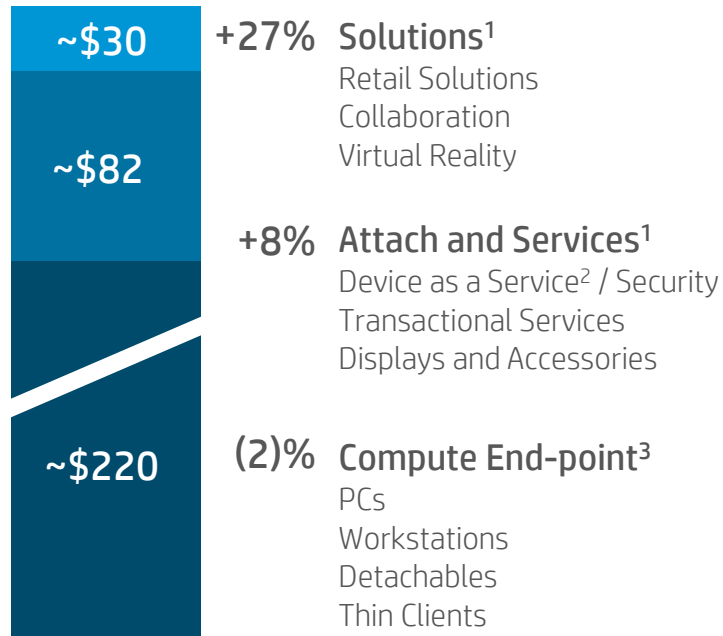 ~$30 +27% Solutions¹
Retail Solutions
Collaboration
Virtual Reality
~$82
+8% Attach and Services¹
Device as a Service² / Security
Transactional Services
Displays and Accessories
~$220 (2)% Compute End-point³
PCs
Workstations
Detachables
Thin Clients